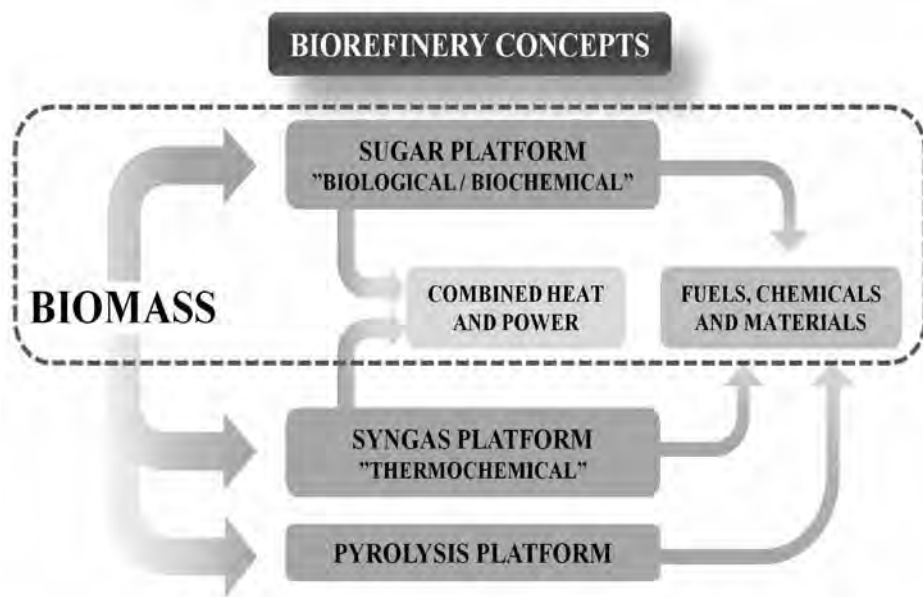 BIOREFINERY CONCEPTS
SUGAR PLATFORM
”BIOLOGICAL / BIOCHEMICAL”
BIOMASS
COMBINED HEAT
AND POWER
FUELS, CHEMICALS
AND MATERIALS
SYNGAS PLATFORM
”THERMOCHEMICAL”
PYROLYSIS PLATFORM